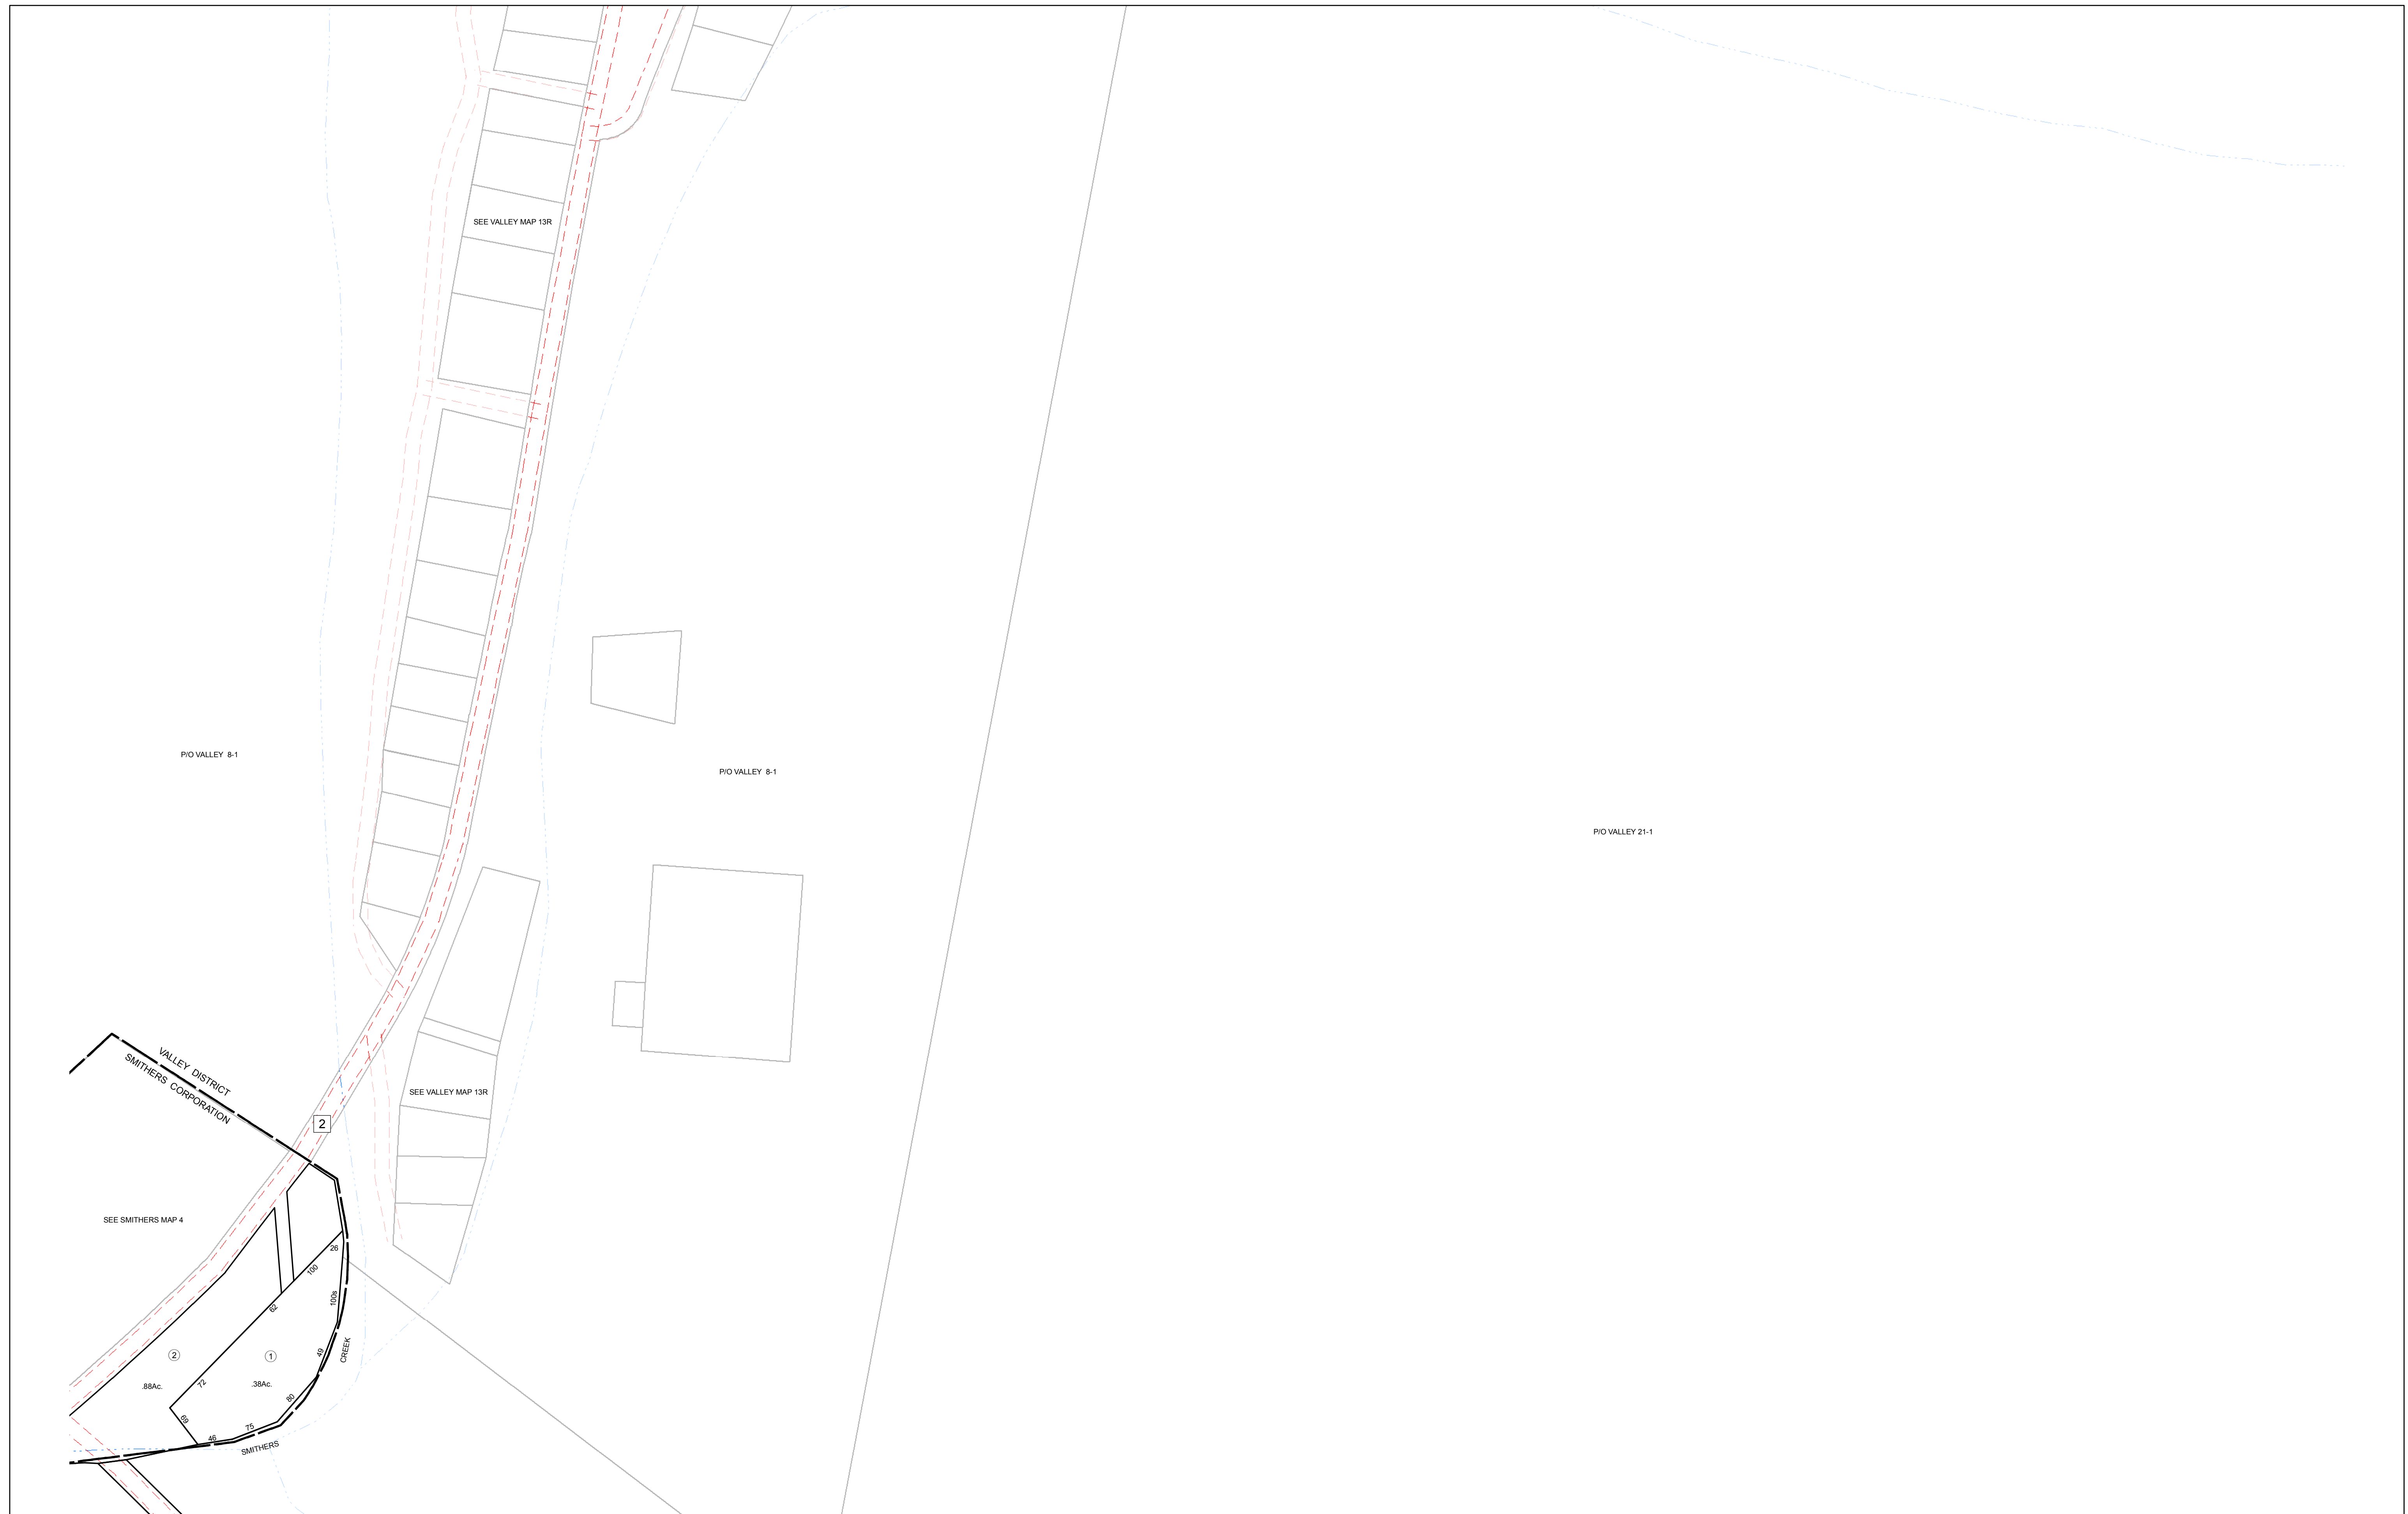 SEE VALLEY MAP 13R
P/O VALLEY 8-1
P/O VALLEY 8-1
P/O VALLEY 21-1
VALLEY DISTRICT
SMITHERS CORPORATION
SEE VALLEY MAP 13R
2
SEE SMITHERS MAP 4
26
100
100s
62
49
CREEK
2
1
.88Ac.
.38Ac.
72
80
69
75
46
SMITHERS